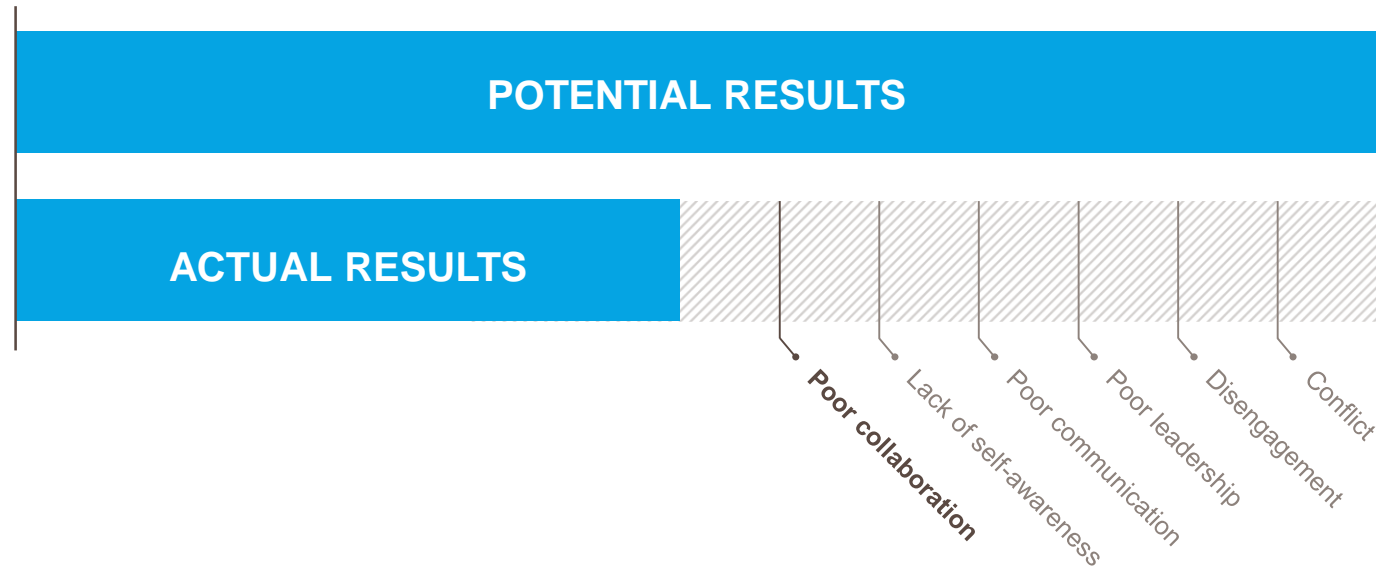 POTENTIAL RESULTS
ACTUAL RESULTS
Poor collaboration
Lack of self-awareness
Poor communication
Poor leadership
Disengagement
Conflict